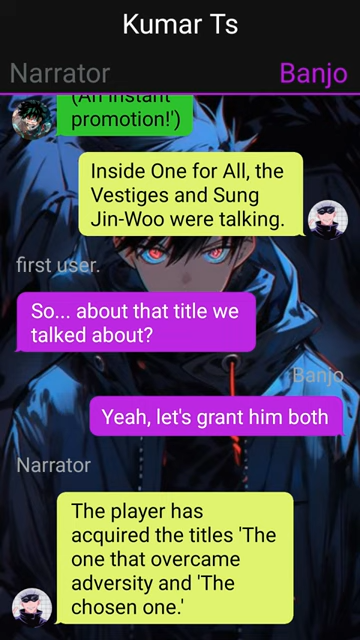 Kumar Ts
Narrator
Banjo
(An instant
promotion!')
Inside One for All, the
Vestiges and Sung
Jin-Woo were talking.
first user.
So... about that title we
talked about?
Banjo
Yeah, let's grant him both
Narrator
The player has
acquired the titles 'The
one that overcame
adversity and 'The
chosen one.'